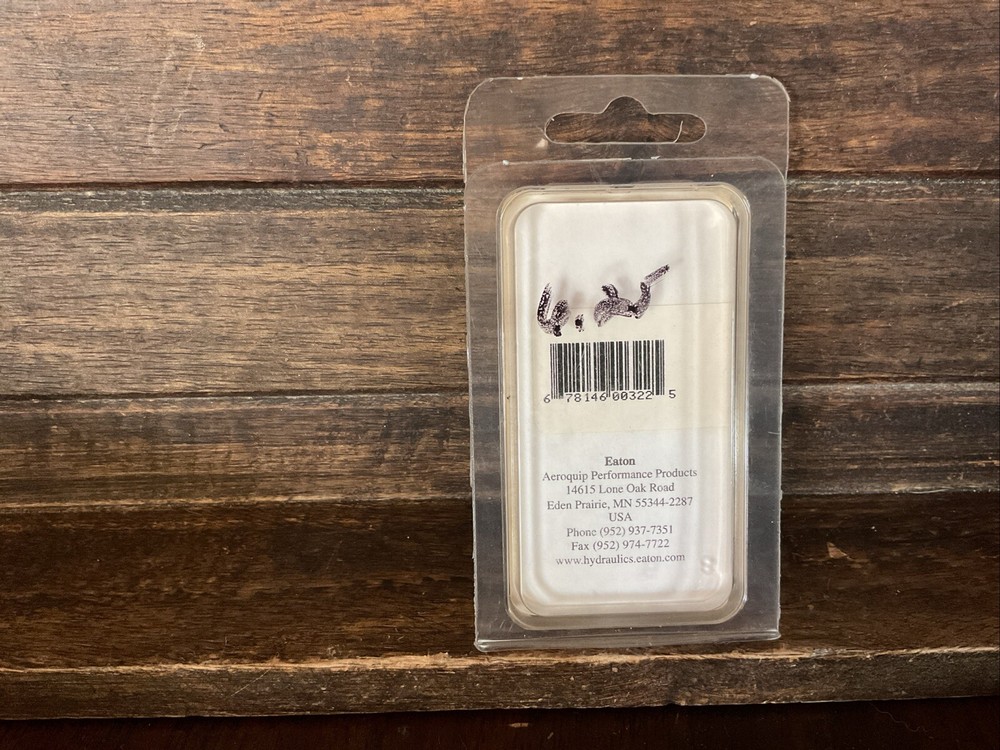 6 78146 00322 5
Eaton
Aeroquip Performance Products
14615 Lone Oak Road
Eden Prairie, MN 55344-2287
USA
Phone (952) 937-7351
Fax (952) 974-7722
www.hydraulics.eaton.com
8